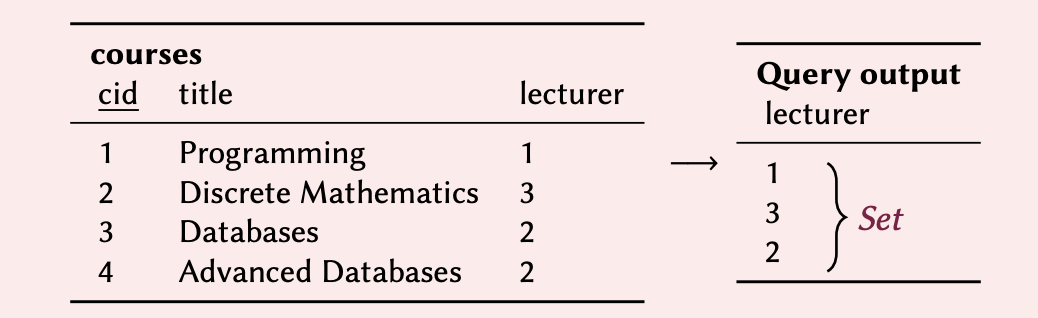 courses
cid title lecturer
1 Programming 1
2 Discrete Mathematics 3
3 Databases 2
4 Advanced Databases 2
Query output
lecturer
1
3
2
Set